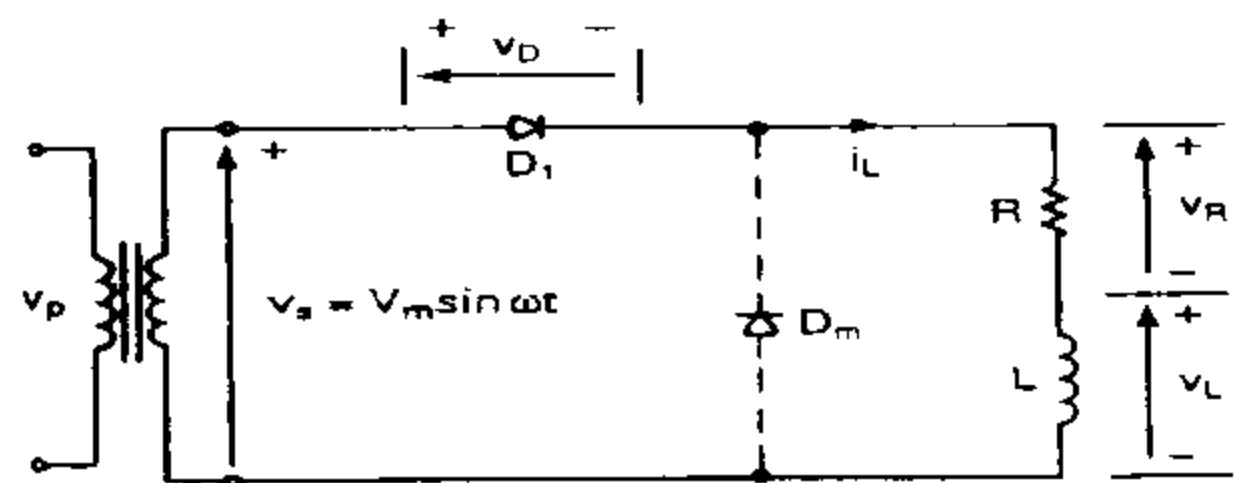 + v_D −
+
D₁
i_L
R
+
v_R
−
v_p
v_s = V_m sin ωt
D_m
L
+
v_L
−